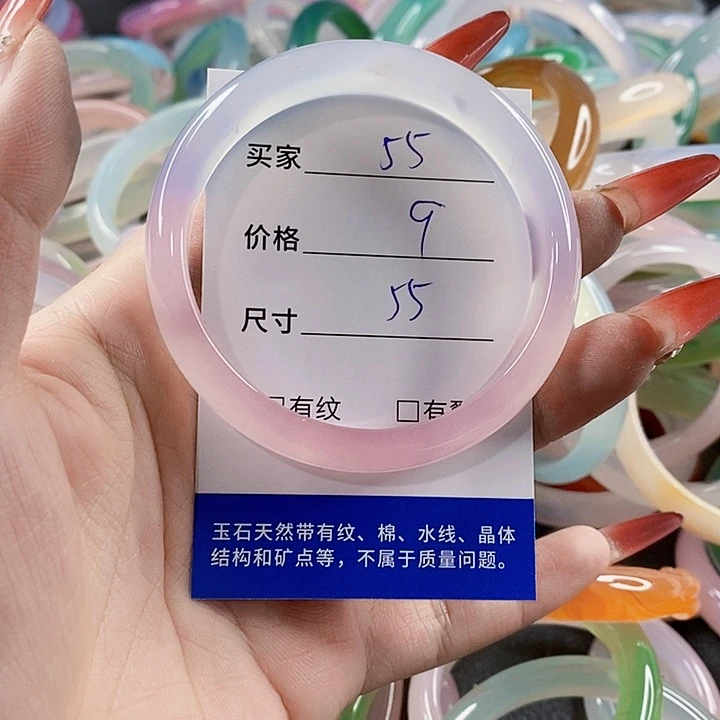 买家 55
价格 9
尺寸 55
□有纹 □有
玉石天然带有纹、棉、水线、晶体
结构和矿点等，不属于质量问题。